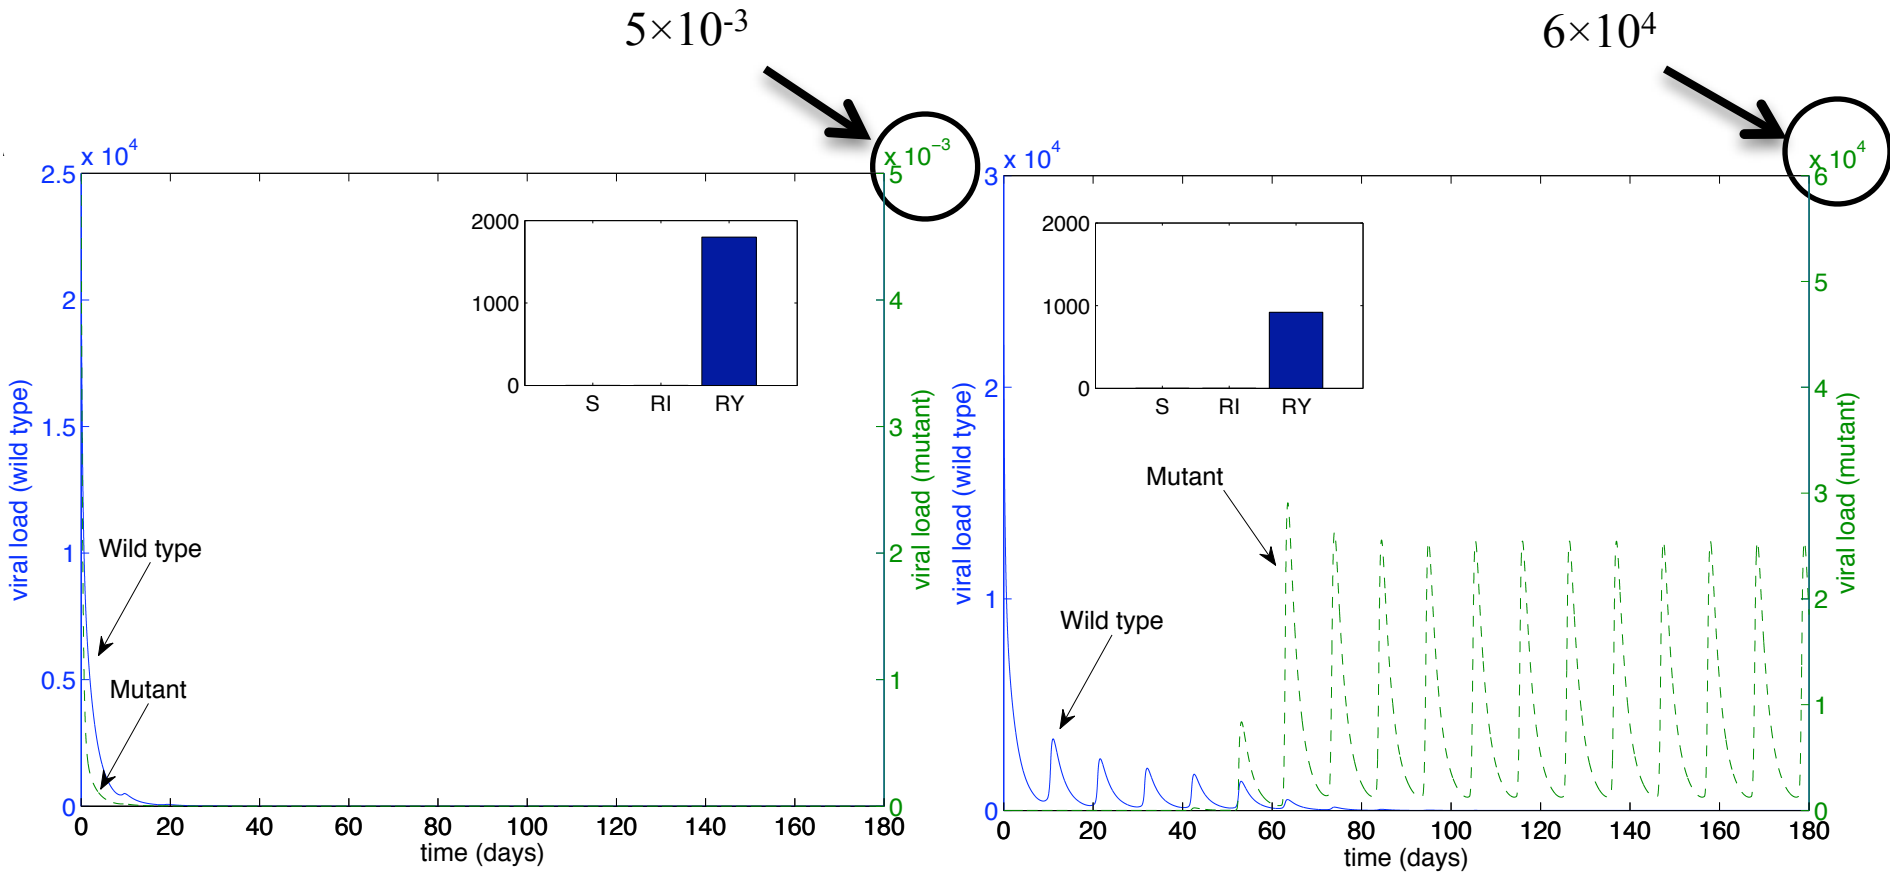 5×10-3
6×104
x 10^4
x 10^−3
2.5
2
1.5
1
0.5
0
5
4
3
2
1
0
viral load (wild type)
viral load (mutant)
2000
1000
0
S RI RY
Wild type
Mutant
0 20 40 60 80 100 120 140 160 180
time (days)
x 10^4
x 10^4
3
2
1
0
6
5
4
3
2
1
0
viral load (wild type)
viral load (mutant)
2000
1000
0
S RI RY
Mutant
Wild type
0 20 40 60 80 100 120 140 160 180
time (days)